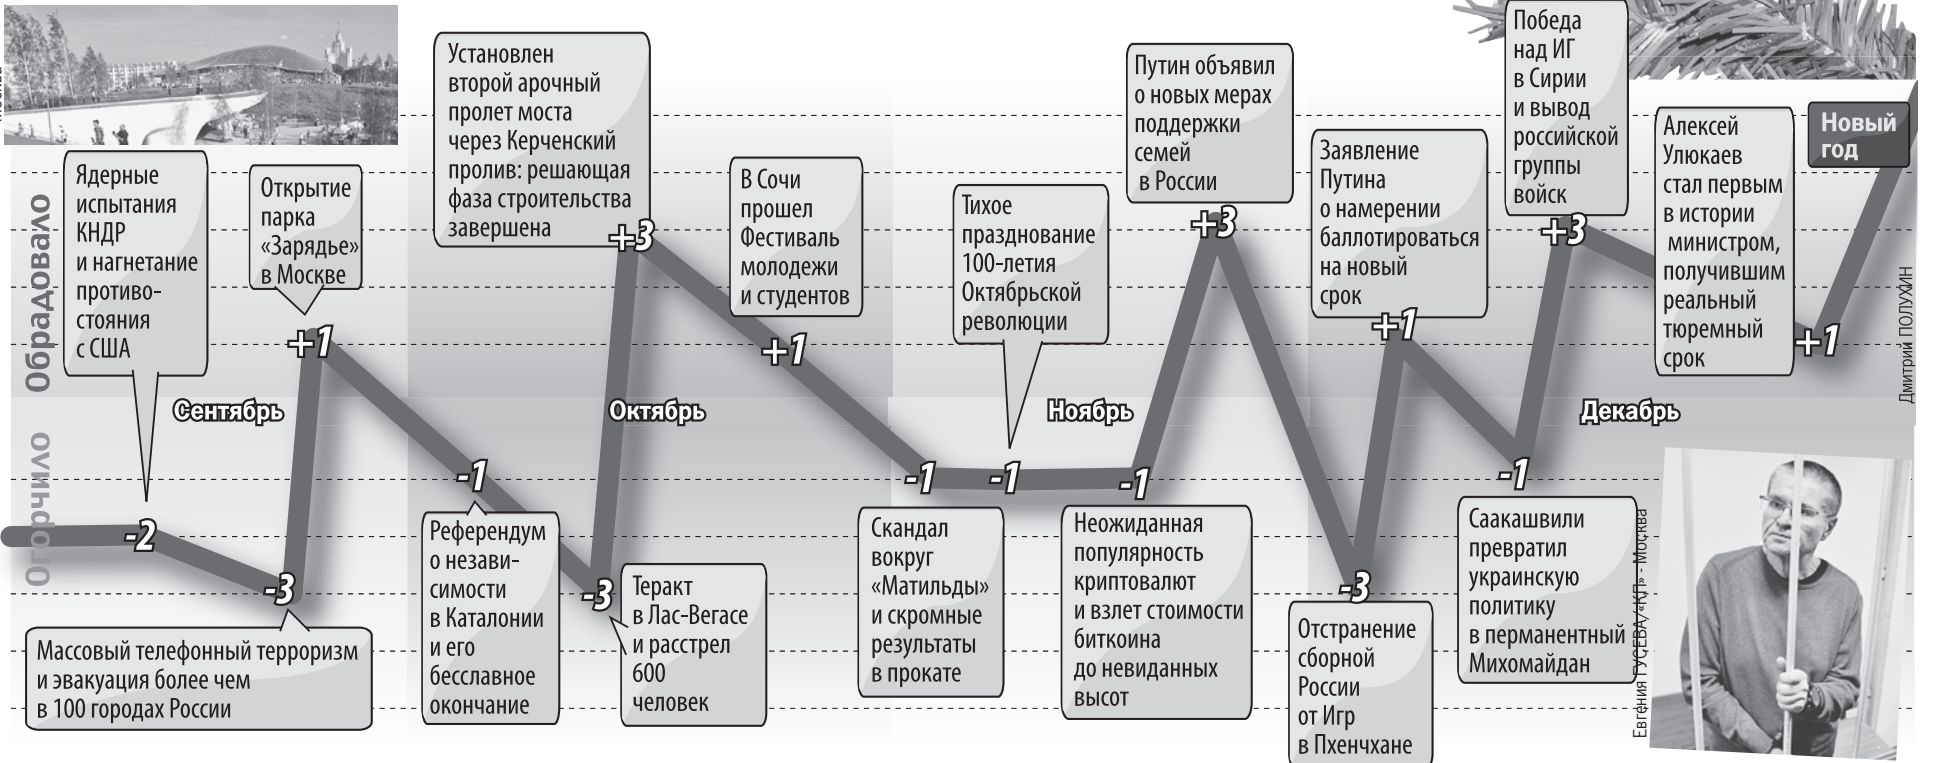 Обрадовало
Огорчило
Ядерные
испытания
КНДР
и нагнетание
противо-
стояния
с США
-2
Сентябрь
-3
Массовый телефонный терроризм
и эвакуация более чем
в 100 городах России
Открытие
парка
«Зарядье»
в Москве
+1
-1
Референдум
о незави-
симости
в Каталонии
и его
бесславное
окончание
-3
Теракт
в Лас-Вегасе
и расстрел
600
человек
Установлен
второй арочный
пролет моста
через Керченский
пролив: решающая
фаза строительства
завершена
+3
Октябрь
В Сочи
прошел
Фестиваль
молодежи
и студентов
+1
-1
Скандал
вокруг
«Матильды»
и скромные
результаты
в прокате
Тихое
празднование
100-летия
Октябрьской
революции
-1
Ноябрь
-1
Неожиданная
популярность
криптовалют
и взлет стоимости
биткоина
до невиданных
высот
Путин объявил
о новых мерах
поддержки
семей
в России
+3
-3
Отстранение
сборной
России
от Игр
в Пхенчхане
Заявление
Путина
о намерении
баллотироваться
на новый
срок
+1
-1
Саакашвили
превратил
украинскую
политику
в перманентный
Михомайдан
Победа
над ИГ
в Сирии
и вывод
российской
группы
войск
+3
Декабрь
Алексей
Улюкаев
стал первым
в истории
министром,
получившим
реальный
тюремный
срок
+1
Новый
год
Дмитрий ПОЛУХИН
Евгения ГУСЕВА/«КП» - Москва